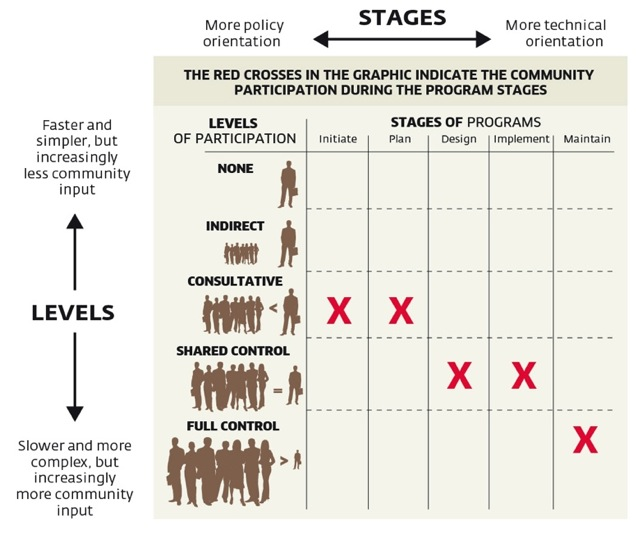 More policy
orientation
STAGES
More technical
orientation
THE RED CROSSES IN THE GRAPHIC INDICATE THE COMMUNITY
PARTICIPATION DURING THE PROGRAM STAGES
Faster and
simpler, but
increasingly
less community
input
LEVELS
Slower and more
complex, but
increasingly
more community
input
LEVELS
OF PARTICIPATION
STAGES OF PROGRAMS
Initiate Plan Design Implement Maintain
NONE
INDIRECT
CONSULTATIVE
<
X X
SHARED CONTROL
=
X X
FULL CONTROL
>
X